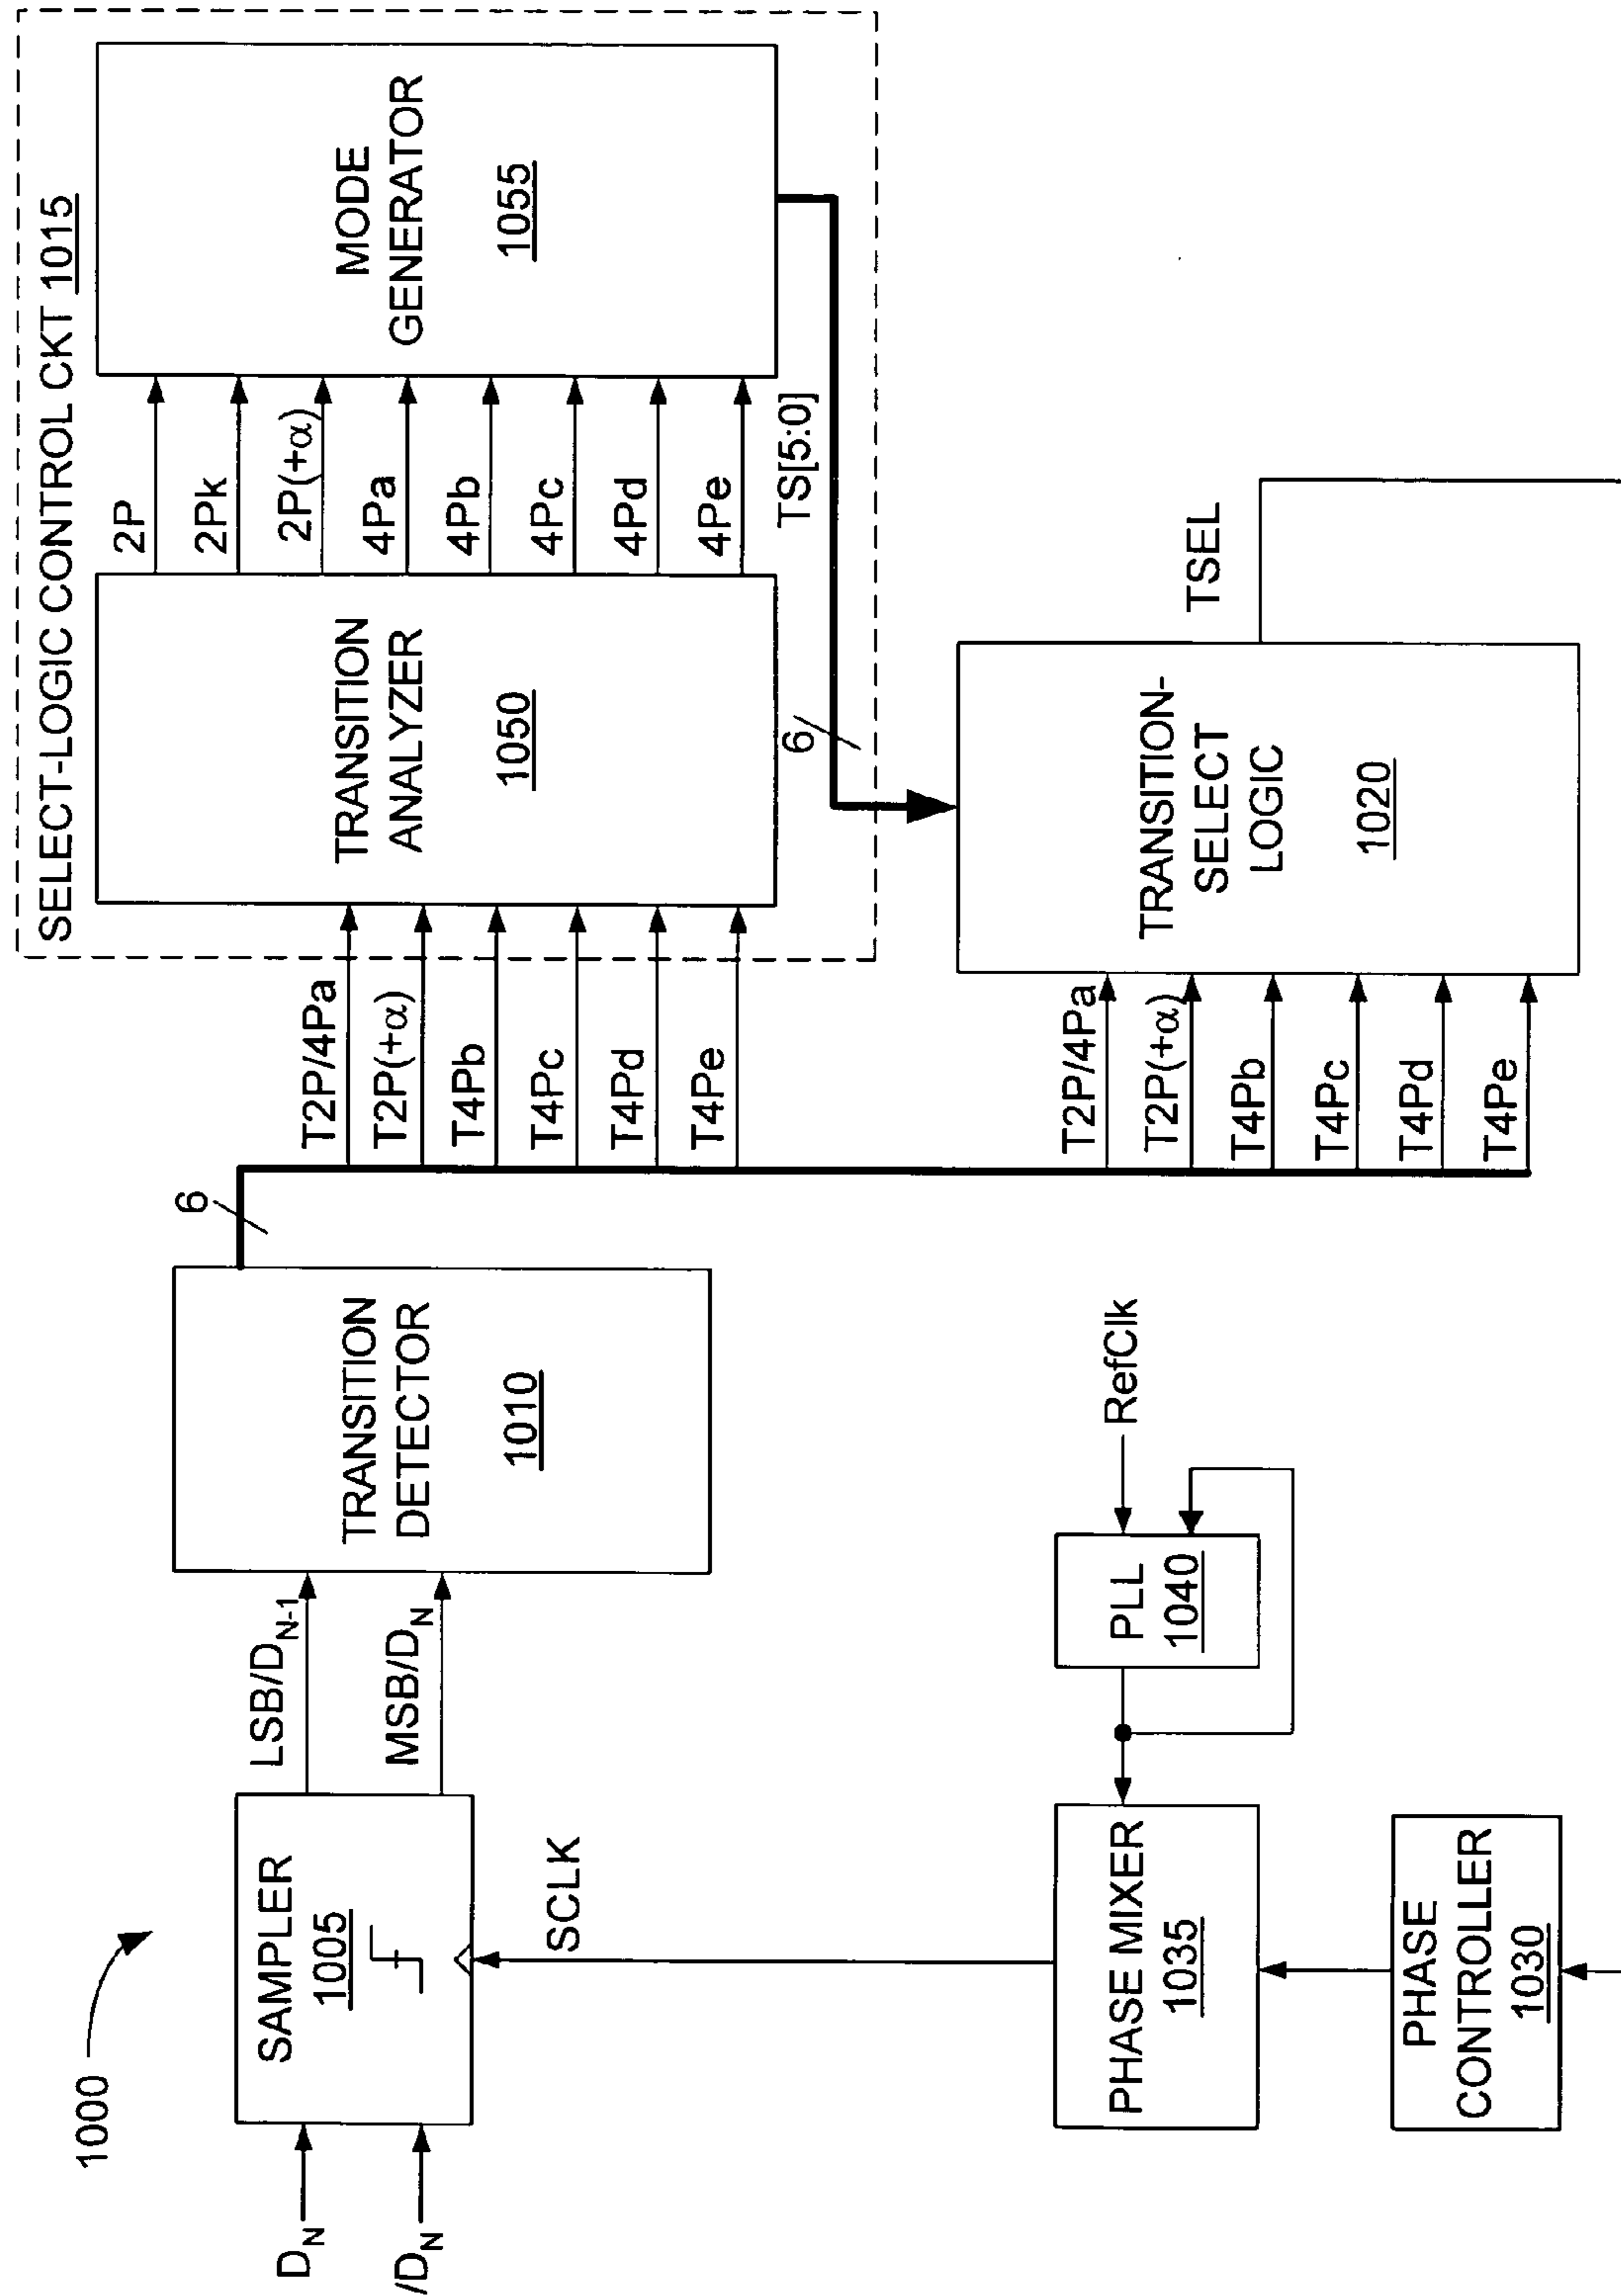 1000
D_N
/D_N
SAMPLER
1005
LSB/D_N-1
MSB/D_N
SCLK
TRANSITION
DETECTOR
1010
6
T2P/4Pa
T2P(+α)
T4Pb
T4Pc
T4Pd
T4Pe
SELECT-LOGIC CONTROL CKT 1015
TRANSITION
ANALYZER
1050
2P
2Pk
2P(+α)
4Pa
4Pb
4Pc
4Pd
4Pe
MODE
GENERATOR
1055
TS[5:0]
6
T2P/4Pa
T2P(+α)
T4Pb
T4Pc
T4Pd
T4Pe
TRANSITION-
SELECT
LOGIC
1020
TSEL
PHASE MIXER
1035
PLL
1040
RefClk
PHASE
CONTROLLER
1030